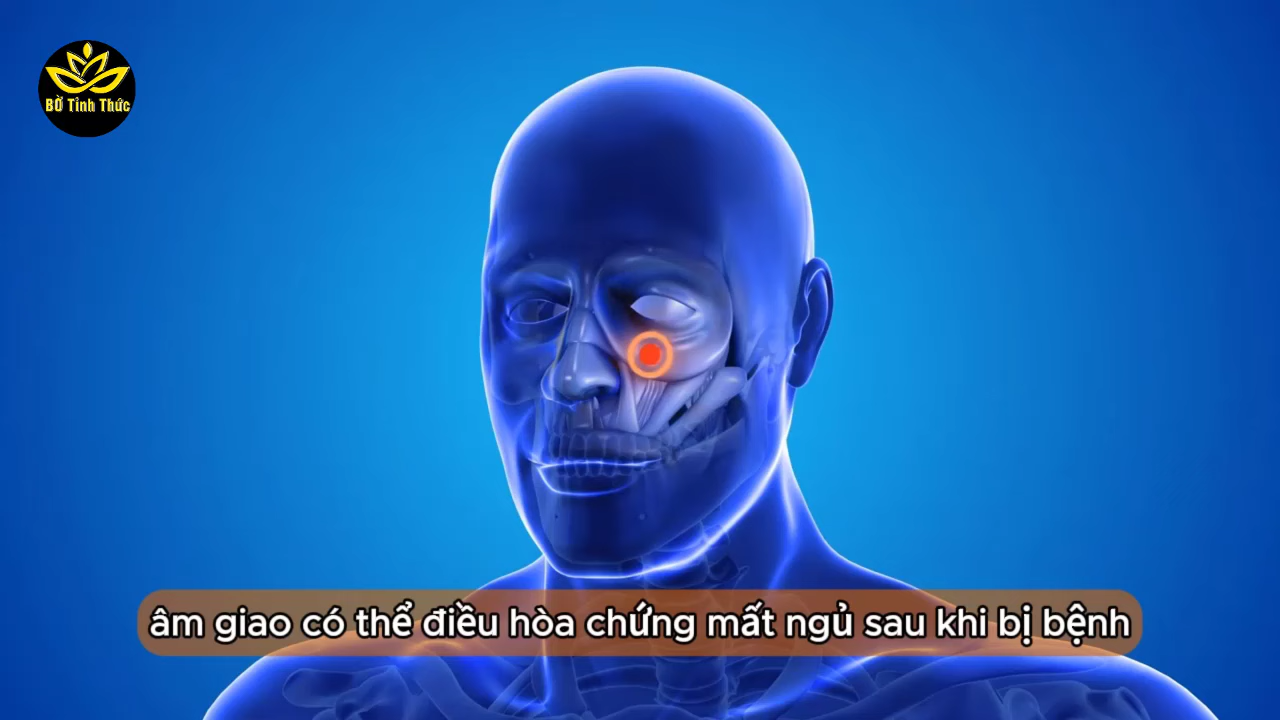 BỜ Tỉnh Thức
âm giao có thể điều hòa chứng mất ngủ sau khi bị bệnh